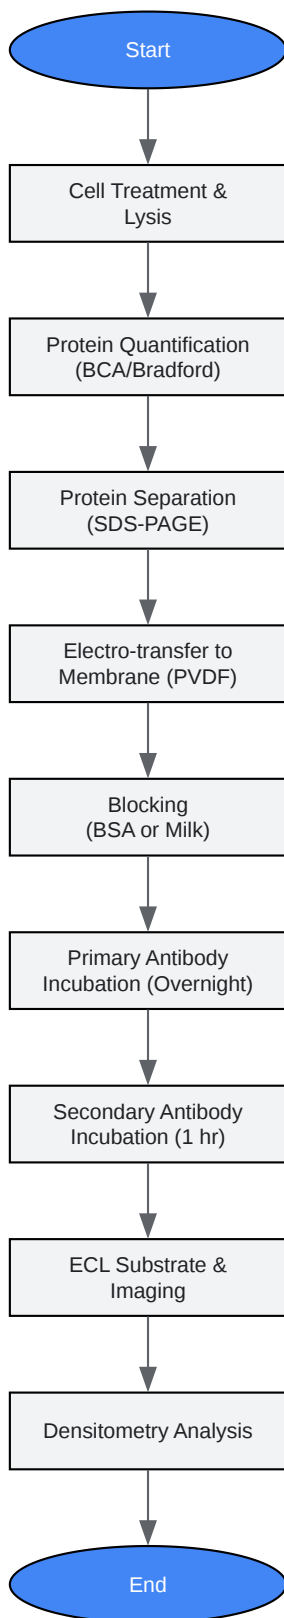 Start
Cell Treatment &
Lysis
Protein Quantification
(BCA/Bradford)
Protein Separation
(SDS-PAGE)
Electro-transfer to
Membrane (PVDF)
Blocking
(BSA or Milk)
Primary Antibody
Incubation (Overnight)
Secondary Antibody
Incubation (1 hr)
ECL Substrate &
Imaging
Densitometry Analysis
End